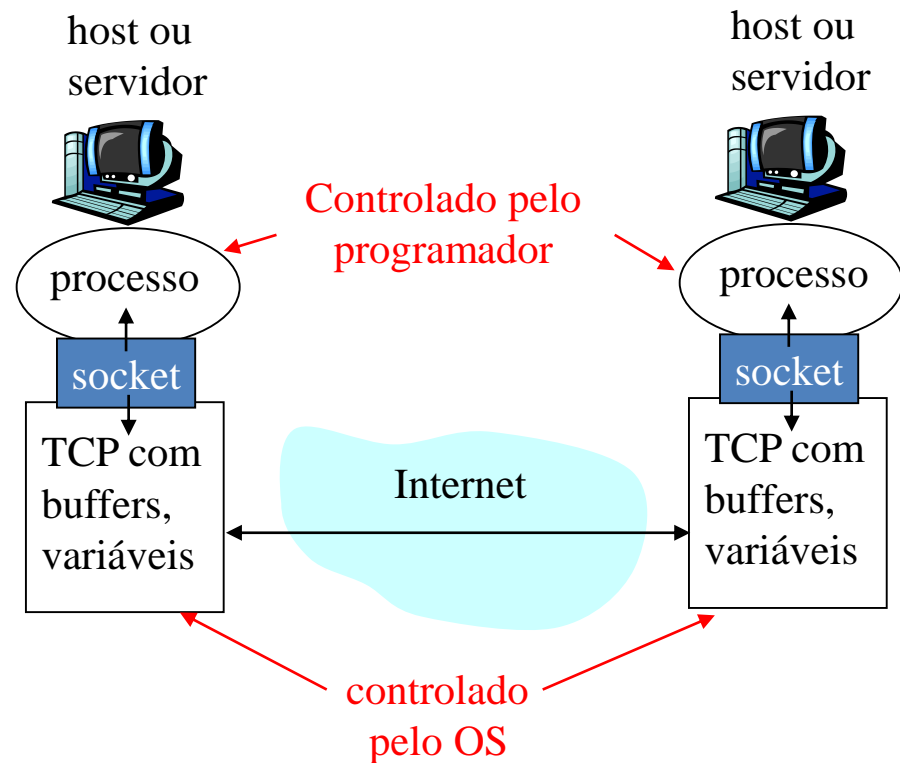 host ou
servidor
host ou
servidor
Controlado pelo
programador
processo
processo
socket
socket
TCP com
buffers,
variáveis
Internet
TCP com
buffers,
variáveis
controlado
pelo OS